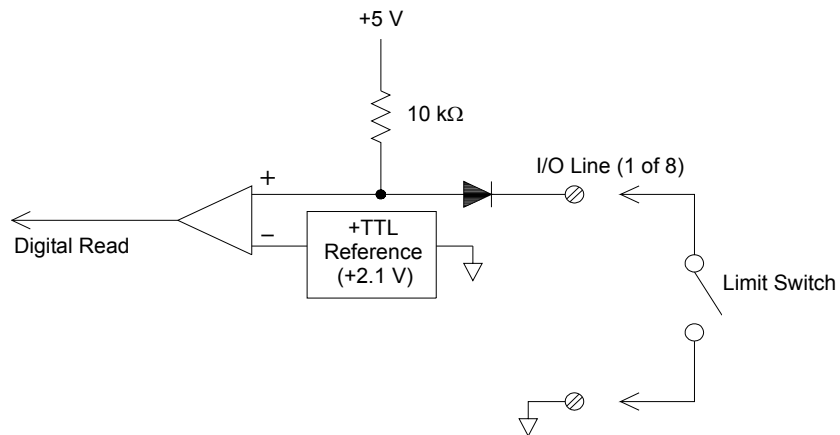 +5 V
10 kΩ
I/O Line (1 of 8)
+
−
+TTL
Reference
(+2.1 V)
Digital Read
Limit Switch